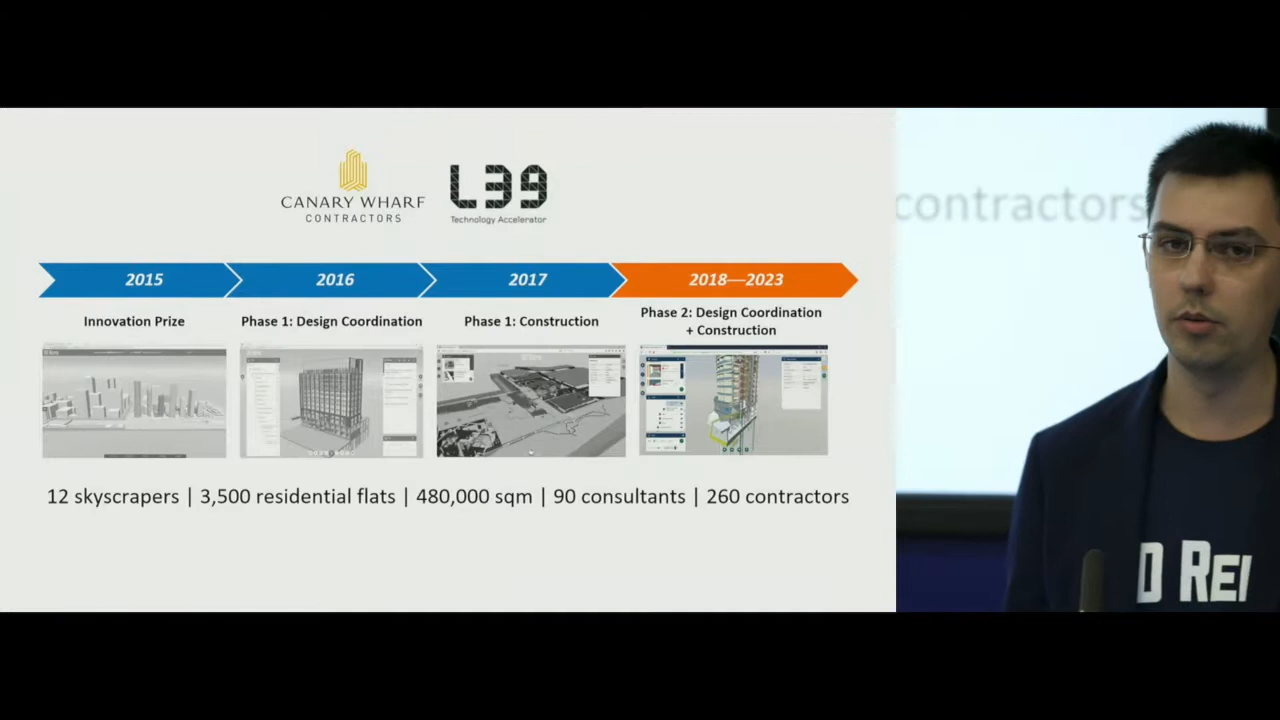 CANARY WHARF
CONTRACTORS
L39
Technology Accelerator
2015
2016
2017
2018—2023
Innovation Prize
Phase 1: Design Coordination
Phase 1: Construction
Phase 2: Design Coordination
+ Construction
12 skyscrapers | 3,500 residential flats | 480,000 sqm | 90 consultants | 260 contractors
contractors
D REI